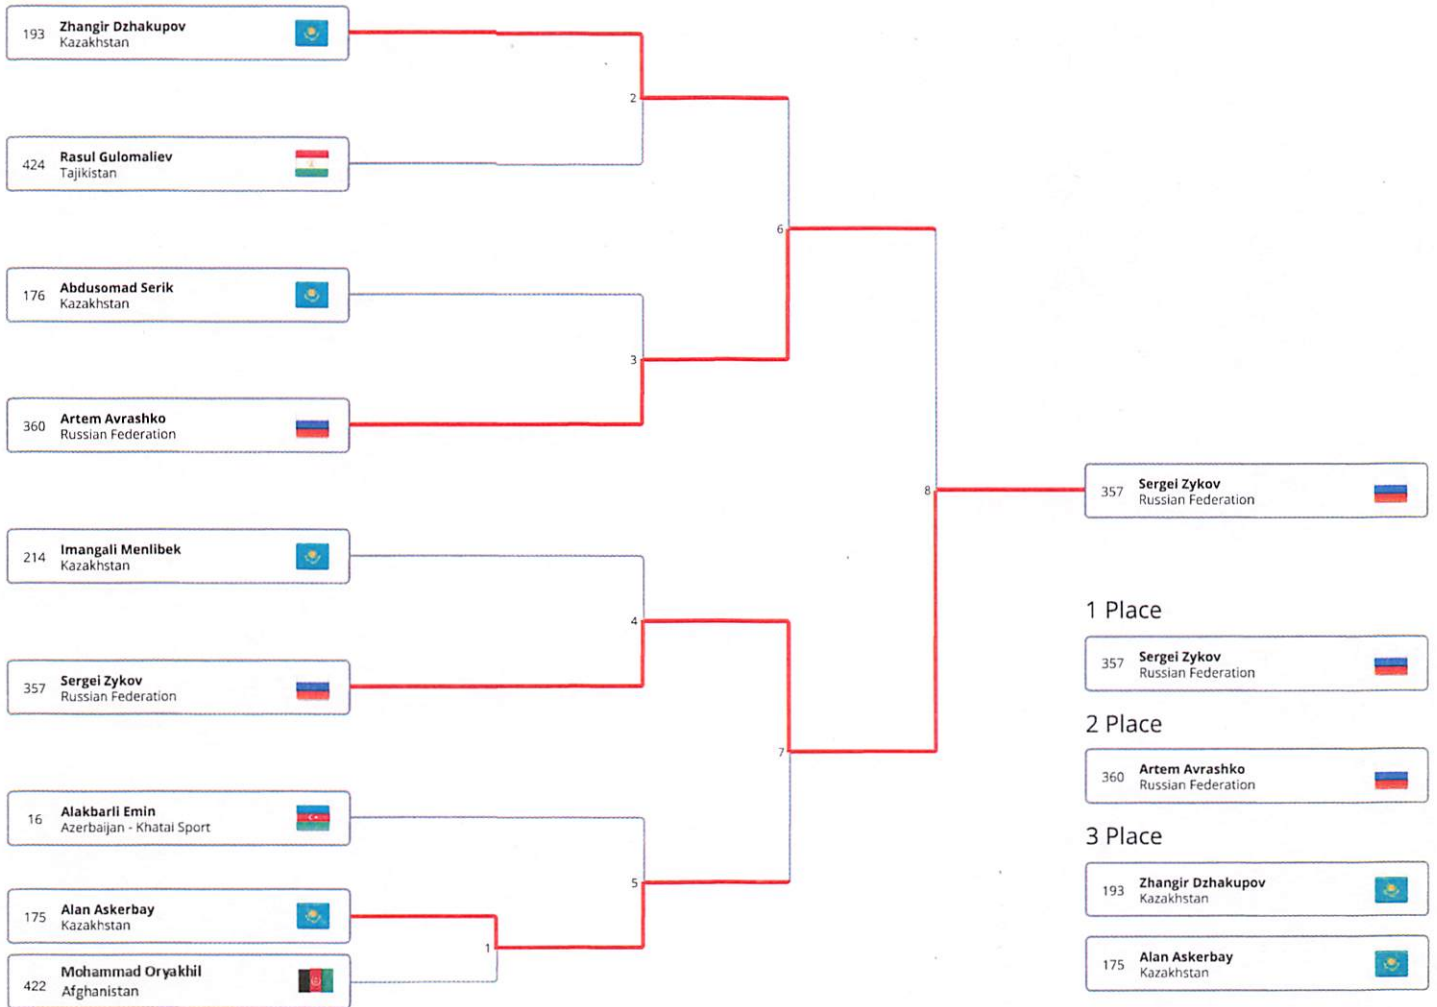 193 Zhangir Dzhakupov
Kazakhstan
2
424 Rasul Gulomaliev
Tajikistan
6
176 Abdusomad Serik
Kazakhstan
3
360 Artem Avrashko
Russian Federation
8
357 Sergei Zykov
Russian Federation
214 Imangali Menlibek
Kazakhstan
4
357 Sergei Zykov
Russian Federation
7
16 Alakbarli Emin
Azerbaijan - Khatai Sport
5
175 Alan Askerbay
Kazakhstan
1
422 Mohammad Oryakhil
Afghanistan
1 Place
357 Sergei Zykov
Russian Federation
2 Place
360 Artem Avrashko
Russian Federation
3 Place
193 Zhangir Dzhakupov
Kazakhstan
175 Alan Askerbay
Kazakhstan